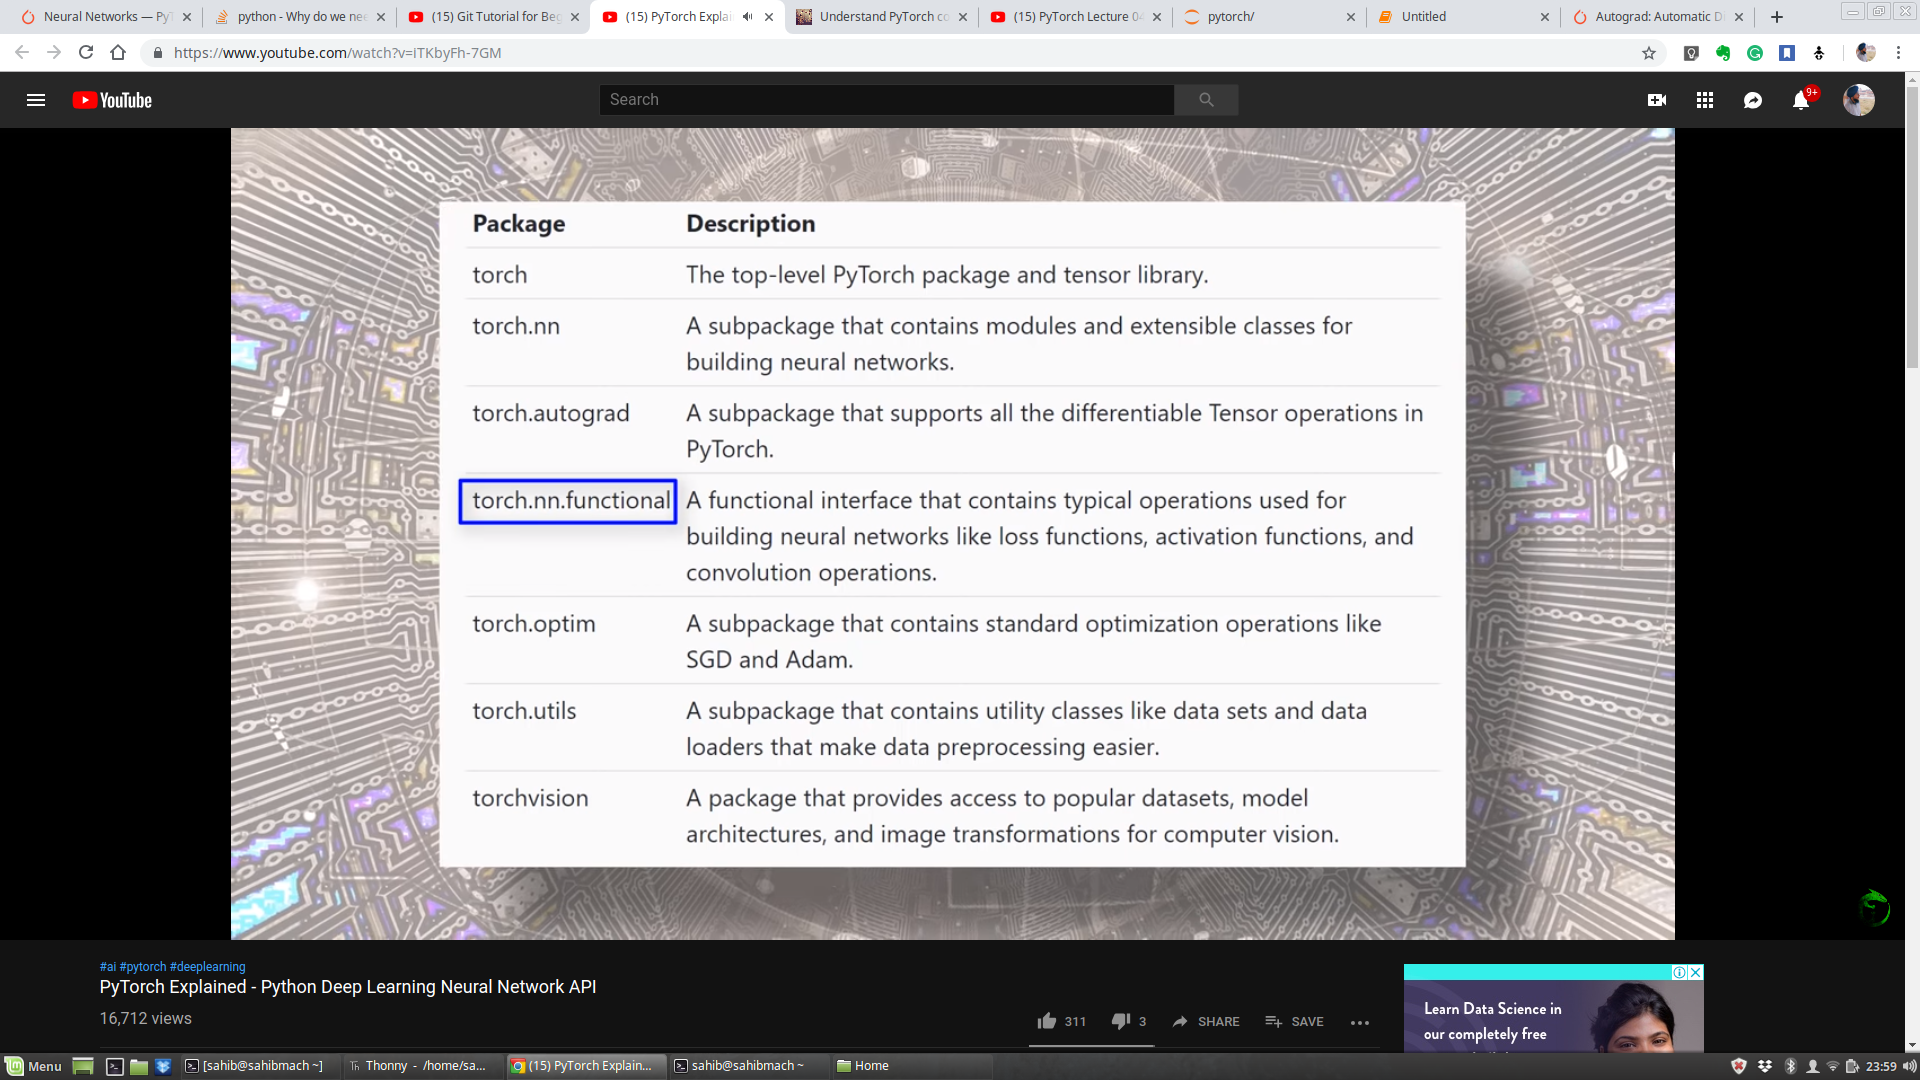 Neural Networks — PyT
python - Why do we nee
(15) Git Tutorial for Beg
(15) PyTorch Explai
Understand PyTorch co
(15) PyTorch Lecture 04
pytorch/
Untitled
Autograd: Automatic D
https://www.youtube.com/watch?v=iTKbyFh-7GM
YouTube
Search
9+
Package Description
torch The top-level PyTorch package and tensor library.
torch.nn A subpackage that contains modules and extensible classes for
building neural networks.
torch.autograd A subpackage that supports all the differentiable Tensor operations in
PyTorch.
torch.nn.functional A functional interface that contains typical operations used for
building neural networks like loss functions, activation functions, and
convolution operations.
torch.optim A subpackage that contains standard optimization operations like
SGD and Adam.
torch.utils A subpackage that contains utility classes like data sets and data
loaders that make data preprocessing easier.
torchvision A package that provides access to popular datasets, model
architectures, and image transformations for computer vision.
#ai #pytorch #deeplearning
PyTorch Explained - Python Deep Learning Neural Network API
16,712 views
311 3 SHARE SAVE
Learn Data Science in
our completely free
Menu [sahib@sahibmach ~] Thonny - /home/sa... (15) PyTorch Explain... sahib@sahibmach ~ Home 23:59